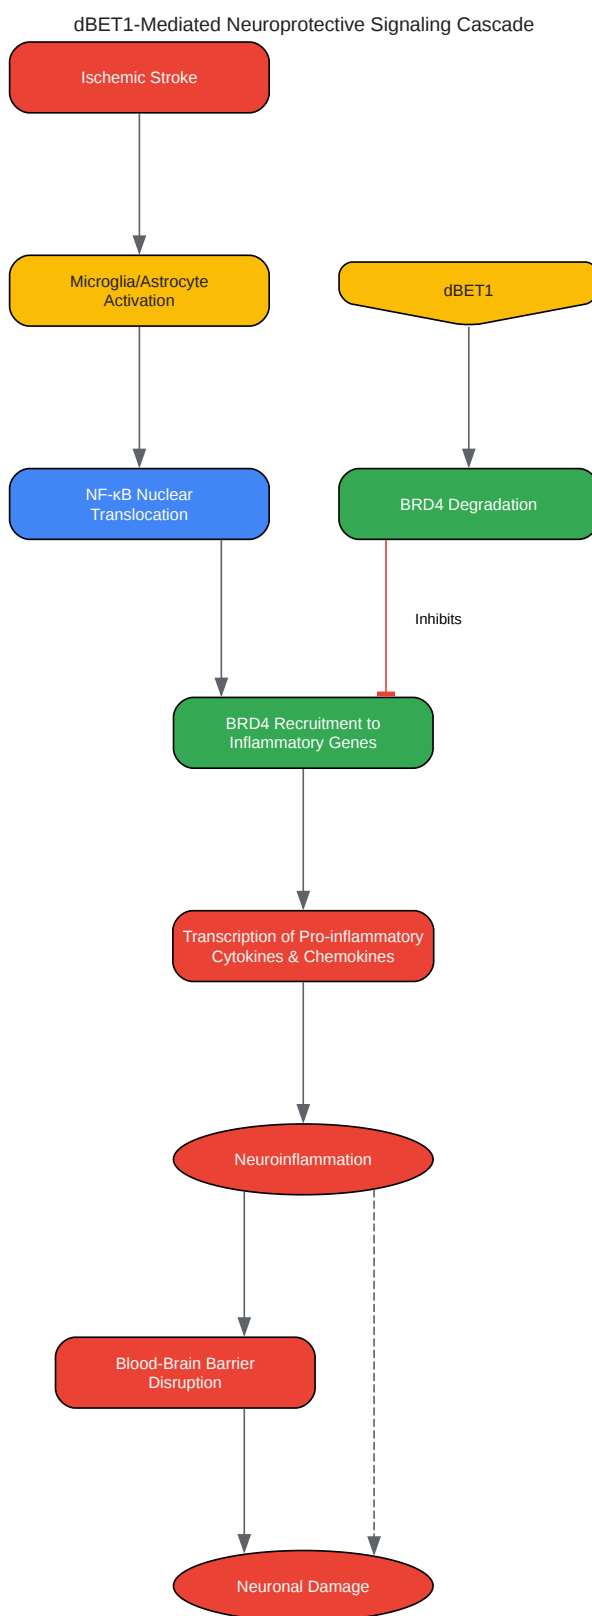 dBET1-Mediated Neuroprotective Signaling Cascade
Ischemic Stroke
Microglia/Astrocyte
Activation
dBET1
NF-κB Nuclear
Translocation
BRD4 Degradation
Inhibits
BRD4 Recruitment to
Inflammatory Genes
Transcription of Pro-inflammatory
Cytokines & Chemokines
Neuroinflammation
Blood-Brain Barrier
Disruption
Neuronal Damage